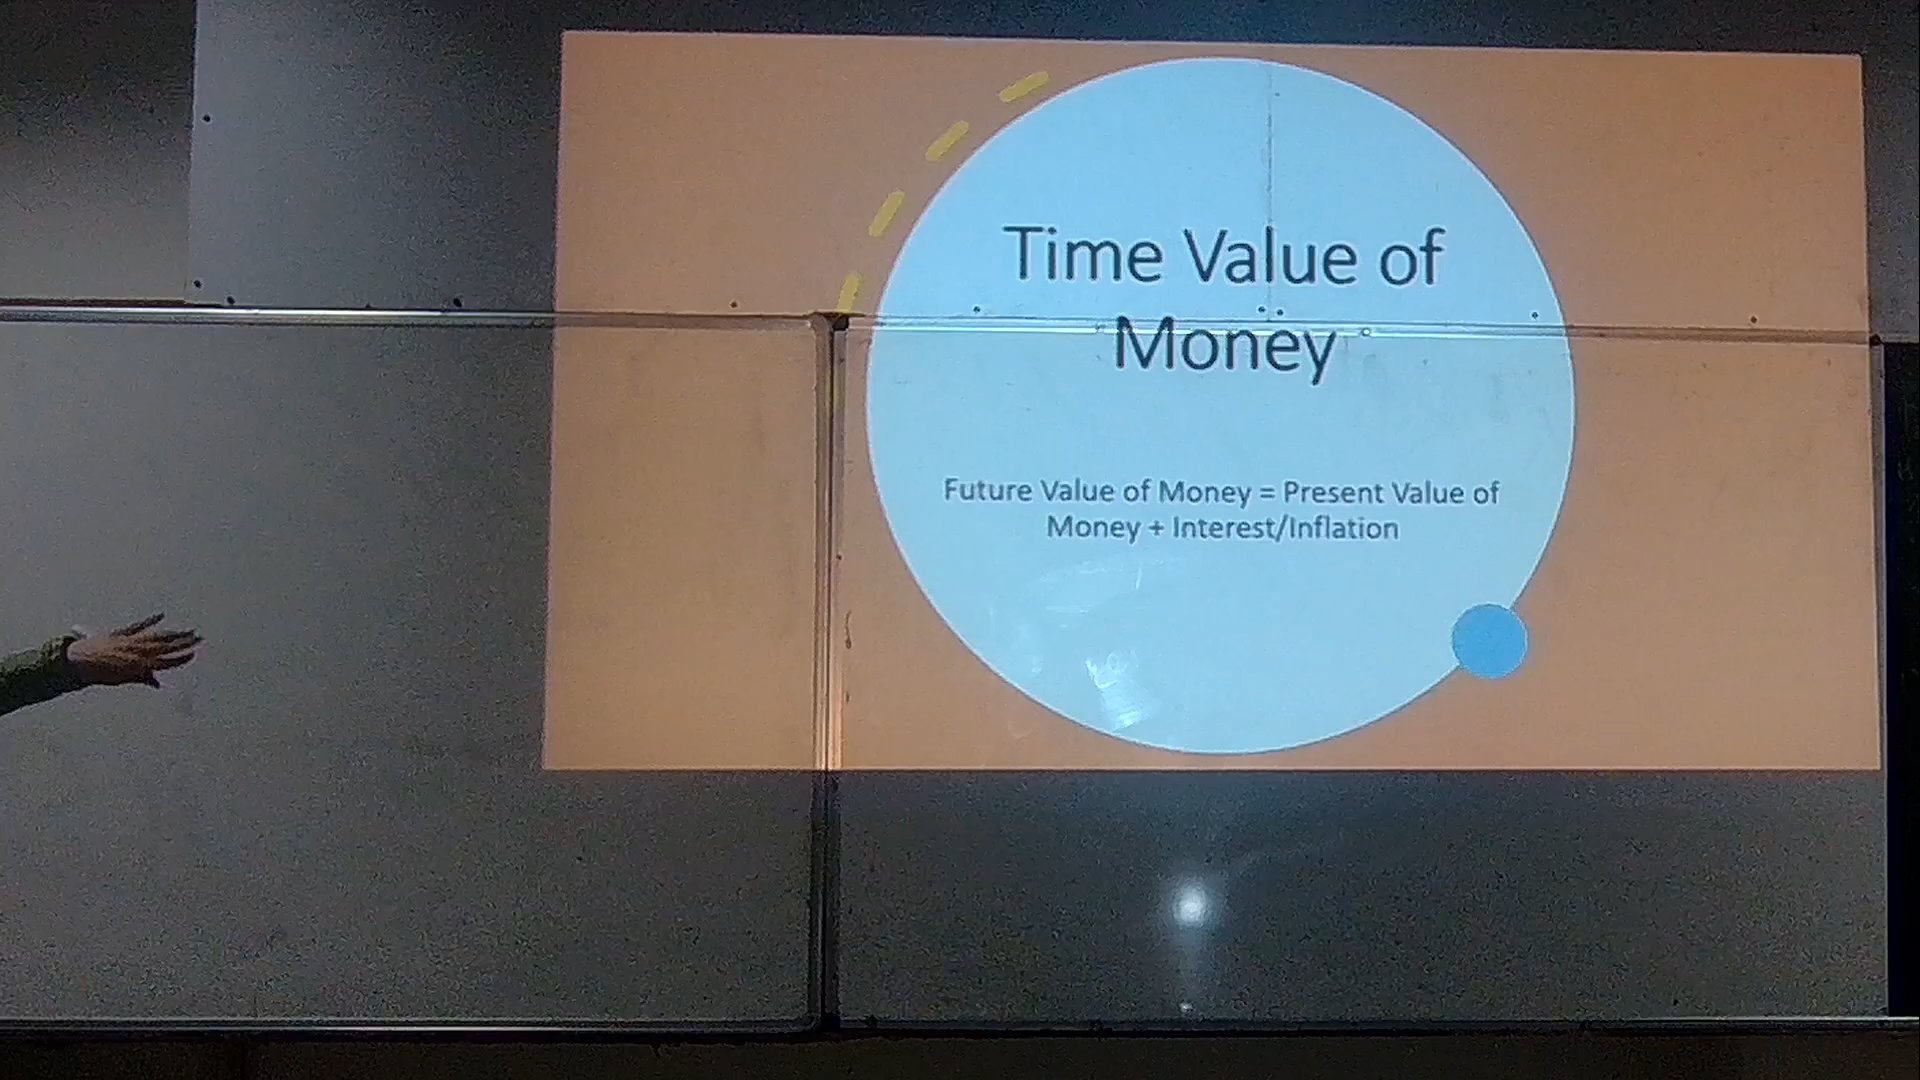 Time Value of
Money
Future Value of Money = Present Value of
Money + Interest/Inflation